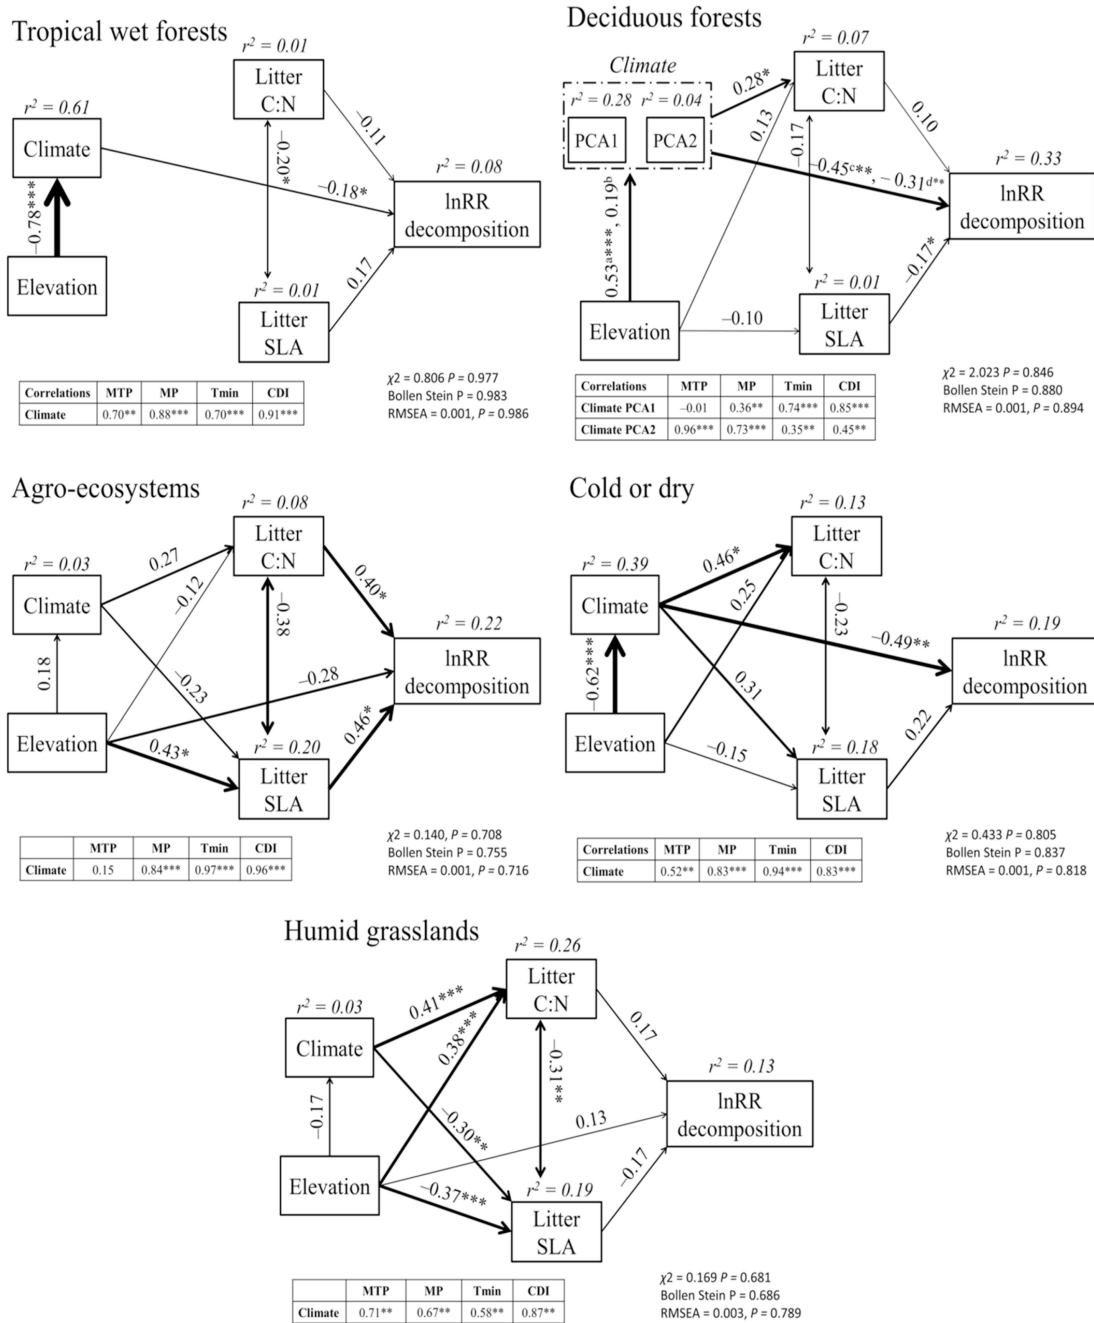 Tropical wet forests
r² = 0.01
Litter
C:N
r² = 0.61
Climate
–0.11
–0.20*
r² = 0.08
–0.18*
lnRR
decomposition
–0.78***
0.17
Elevation
r² = 0.01
Litter
SLA
Correlations MTP MP Tmin CDI
Climate 0.70** 0.88*** 0.70*** 0.91***
χ2 = 0.806 P = 0.977
Bollen Stein P = 0.983
RMSEA = 0.001, P = 0.986
Deciduous forests
r² = 0.07
Climate
Litter
C:N
0.28*
r² = 0.28 r² = 0.04
PCA1 PCA2
0.13
–0.17
0.10
r² = 0.33
–0.45ᶜ**, – 0.31ᵈ**
lnRR
decomposition
0.53ᵃ***, 0.19ᵇ
–0.17*
r² = 0.01
Elevation
–0.10
Litter
SLA
Correlations MTP MP Tmin CDI
Climate PCA1 –0.01 0.36** 0.74*** 0.85***
Climate PCA2 0.96*** 0.73*** 0.35** 0.45**
χ2 = 2.023 P = 0.846
Bollen Stein P = 0.880
RMSEA = 0.001, P = 0.894
Agro-ecosystems
r² = 0.08
Litter
C:N
r² = 0.03
0.27
Climate
–0.12
–0.38
0.40*
r² = 0.22
lnRR
decomposition
0.18
–0.23
–0.28
Elevation
0.43*
0.46*
r² = 0.20
Litter
SLA
MTP MP Tmin CDI
Climate 0.15 0.84*** 0.97*** 0.96***
χ2 = 0.140, P = 0.708
Bollen Stein P = 0.755
RMSEA = 0.001, P = 0.716
Cold or dry
r² = 0.13
Litter
C:N
r² = 0.39
0.46*
Climate
0.25
–0.23
r² = 0.19
–0.49**
lnRR
decomposition
–0.62***
0.31
Elevation
–0.15
0.22
r² = 0.18
Litter
SLA
Correlations MTP MP Tmin CDI
Climate 0.52** 0.83*** 0.94*** 0.83***
χ2 = 0.433 P = 0.805
Bollen Stein P = 0.837
RMSEA = 0.001, P = 0.818
Humid grasslands
r² = 0.26
Litter
C:N
r² = 0.03
0.41***
Climate
0.38***
–0.31**
0.17
r² = 0.13
lnRR
decomposition
–0.17
–0.30**
0.13
Elevation
–0.37***
–0.17
r² = 0.19
Litter
SLA
MTP MP Tmin CDI
Climate 0.71** 0.67** 0.58** 0.87**
χ2 = 0.169 P = 0.681
Bollen Stein P = 0.686
RMSEA = 0.003, P = 0.789